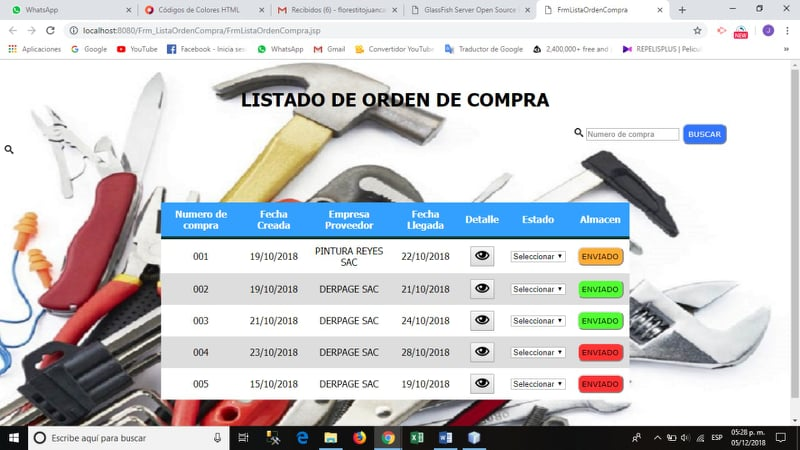 WhatsApp
Códigos de Colores HTML
Recibidos (6) - florestitojuanca
GlassFish Server Open Source
FrmListaOrdenCompra
localhost:8080/Frm_ListaOrdenCompra/FrmListaOrdenCompra.jsp
NEW
J
Aplicaciones
YouTube
Facebook - Inicia ses
WhatsApp
Gmail
Convertidor Gratuito
Traductor de Google
2,400,000+ free and
REPELISPLUS | Pelicul
LISTADO DE ORDEN DE COMPRA
Numero de compra
BUSCAR
Numero de compra
Fecha Creada
Empresa Proveedor
Fecha Llegada
Detalle
Estado
Almacen
001 19/10/2018 PINTURA REYES SAC 22/10/2018 Seleccionar ENVIADO
002 19/10/2018 DERPAGE SAC 21/10/2018 Seleccionar ENVIADO
003 21/10/2018 DERPAGE SAC 24/10/2018 Seleccionar ENVIADO
004 23/10/2018 DERPAGE SAC 28/10/2018 Seleccionar ENVIADO
005 15/10/2018 DERPAGE SAC 19/10/2018 Seleccionar ENVIADO
Escribe aquí para buscar
ESP
05:28 p. m.
05/12/2018